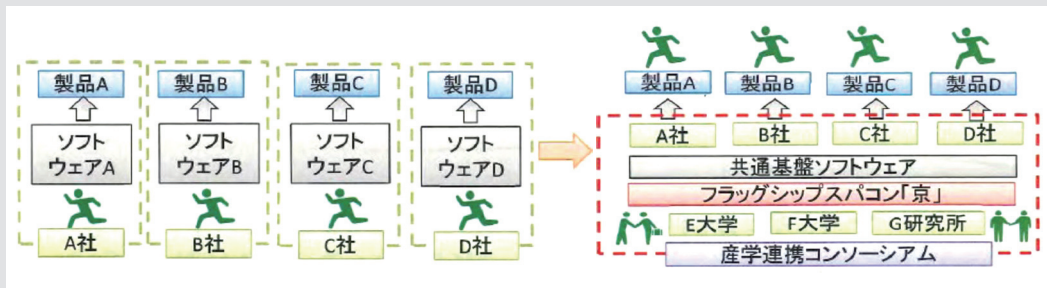 製品A
製品B
製品C
製品D
ソフト
ウェアA
ソフト
ウェアB
ソフト
ウェアC
ソフト
ウェアD
A社
B社
C社
D社
製品A
製品B
製品C
製品D
A社
B社
C社
D社
共通基盤ソフトウェア
フラッグシップスパコン「京」
E大学
F大学
G研究所
産学連携コンソーシアム